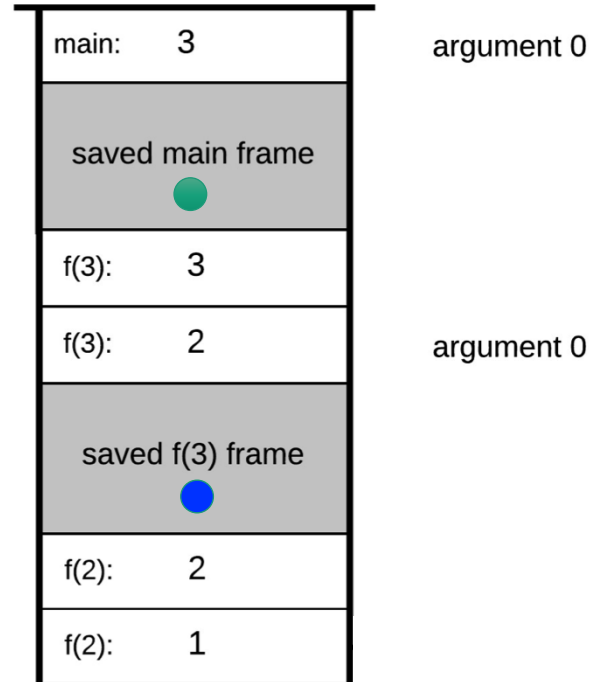 main: 3 argument 0
saved main frame
f(3): 3
f(3): 2 argument 0
saved f(3) frame
f(2): 2
f(2): 1